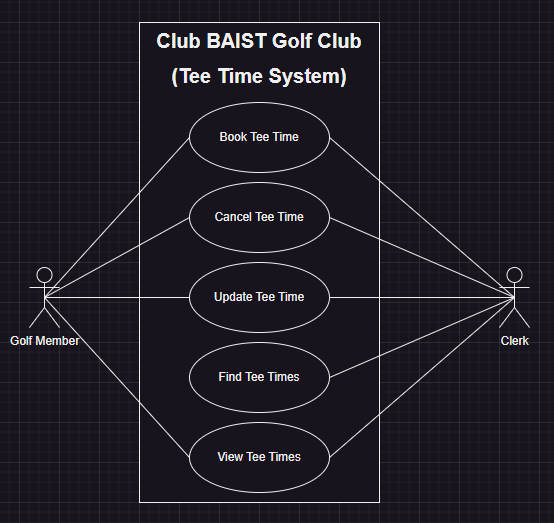 Club BAIST Golf Club
(Tee Time System)
Book Tee Time
Cancel Tee Time
Update Tee Time
Golf Member
Clerk
Find Tee Times
View Tee Times